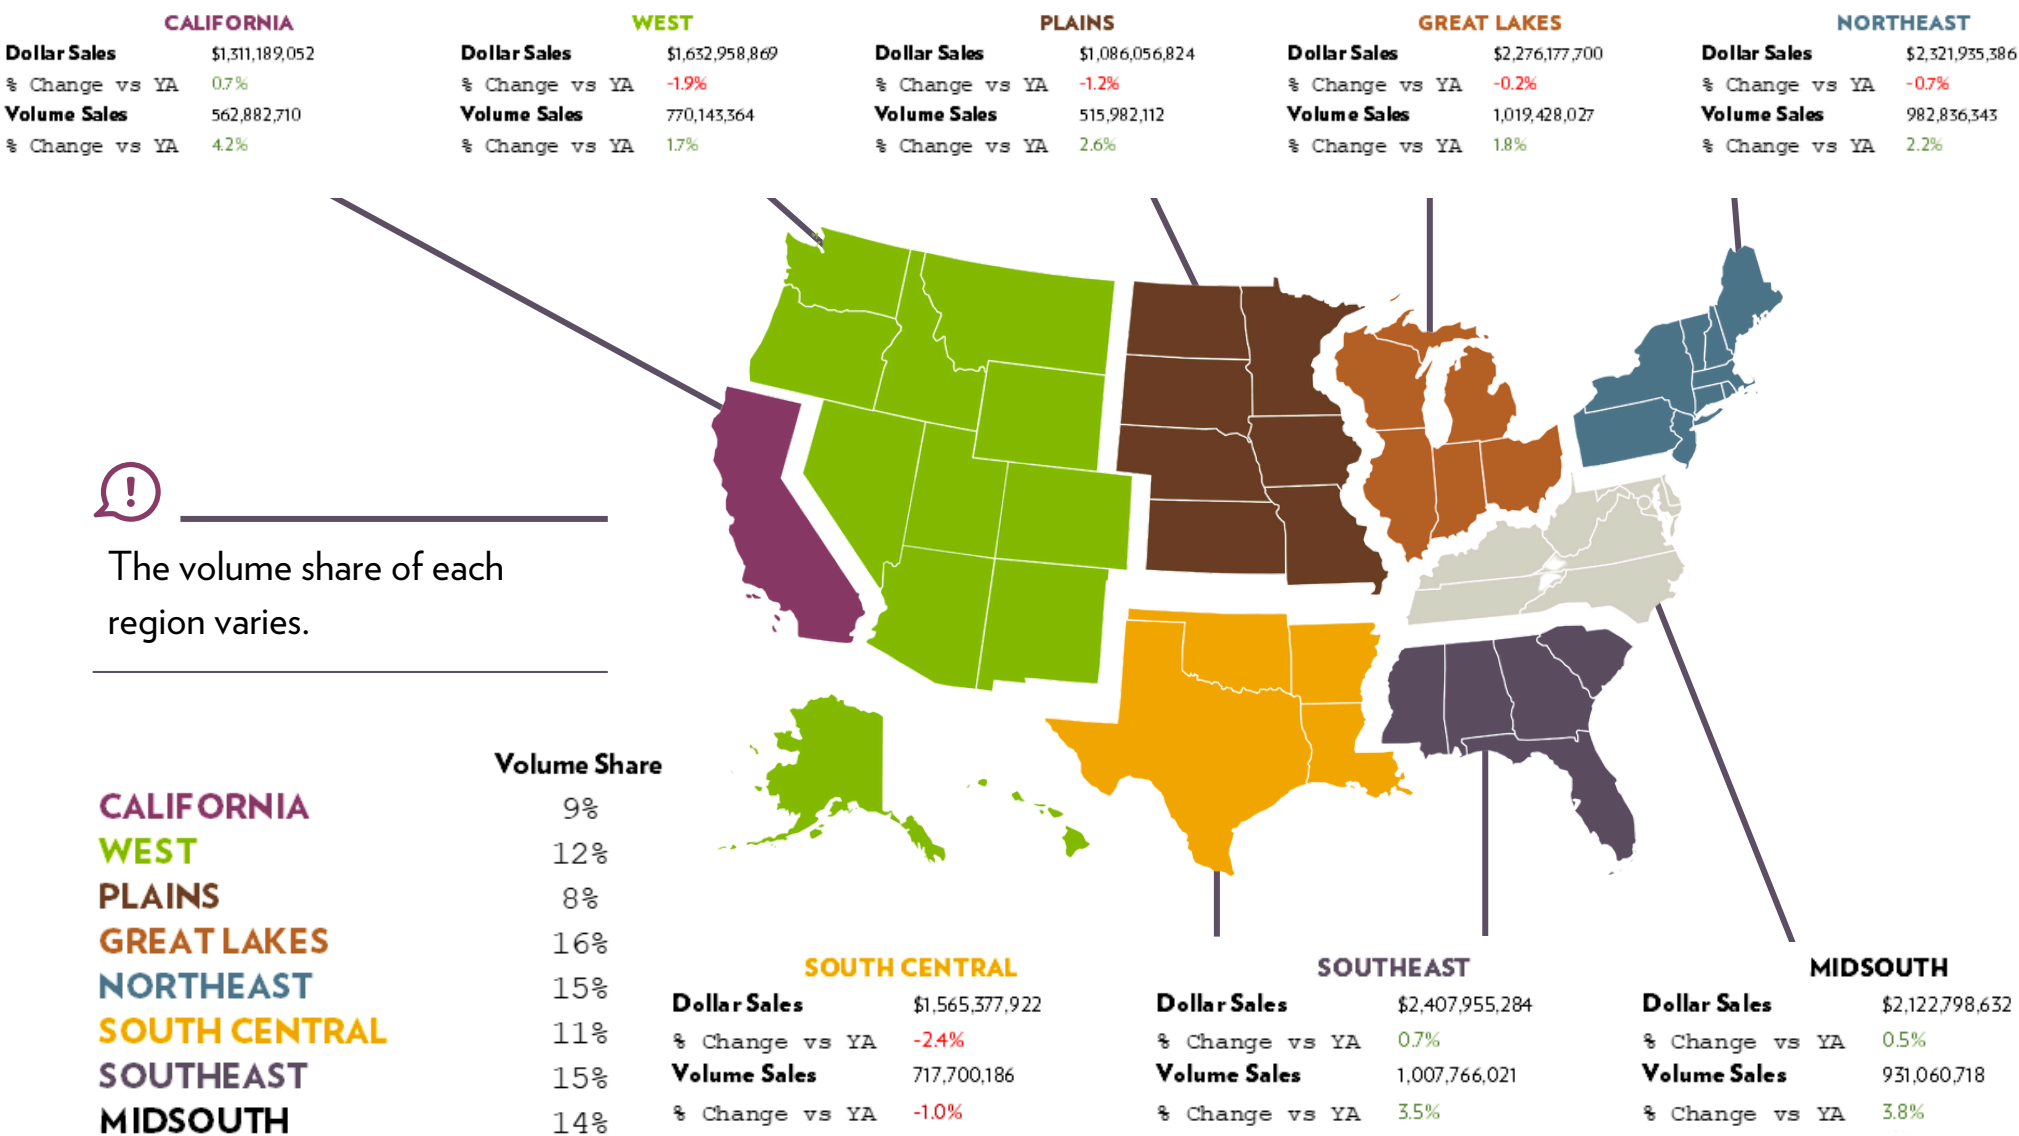 CALIFORNIA
Dollar Sales $1,311,189,052
% Change vs YA 0.7%
Volume Sales 562,882,710
% Change vs YA 4.2%
WEST
Dollar Sales $1,632,958,869
% Change vs YA -1.9%
Volume Sales 770,143,364
% Change vs YA 1.7%
PLAINS
Dollar Sales $1,086,056,824
% Change vs YA -1.2%
Volume Sales 515,982,112
% Change vs YA 2.6%
GREAT LAKES
Dollar Sales $2,276,177,700
% Change vs YA -0.2%
Volume Sales 1,019,428,027
% Change vs YA 1.8%
NORTHEAST
Dollar Sales $2,321,935,386
% Change vs YA -0.7%
Volume Sales 982,836,343
% Change vs YA 2.2%
!
The volume share of each
region varies.
Volume Share
CALIFORNIA 9%
WEST 12%
PLAINS 8%
GREAT LAKES 16%
NORTHEAST 15%
SOUTH CENTRAL 11%
SOUTHEAST 15%
MIDSOUTH 14%
SOUTH CENTRAL
Dollar Sales $1,565,377,922
% Change vs YA -2.4%
Volume Sales 717,700,186
% Change vs YA -1.0%
SOUTHEAST
Dollar Sales $2,407,955,284
% Change vs YA 0.7%
Volume Sales 1,007,766,021
% Change vs YA 3.5%
MIDSOUTH
Dollar Sales $2,122,798,632
% Change vs YA 0.5%
Volume Sales 931,060,718
% Change vs YA 3.8%